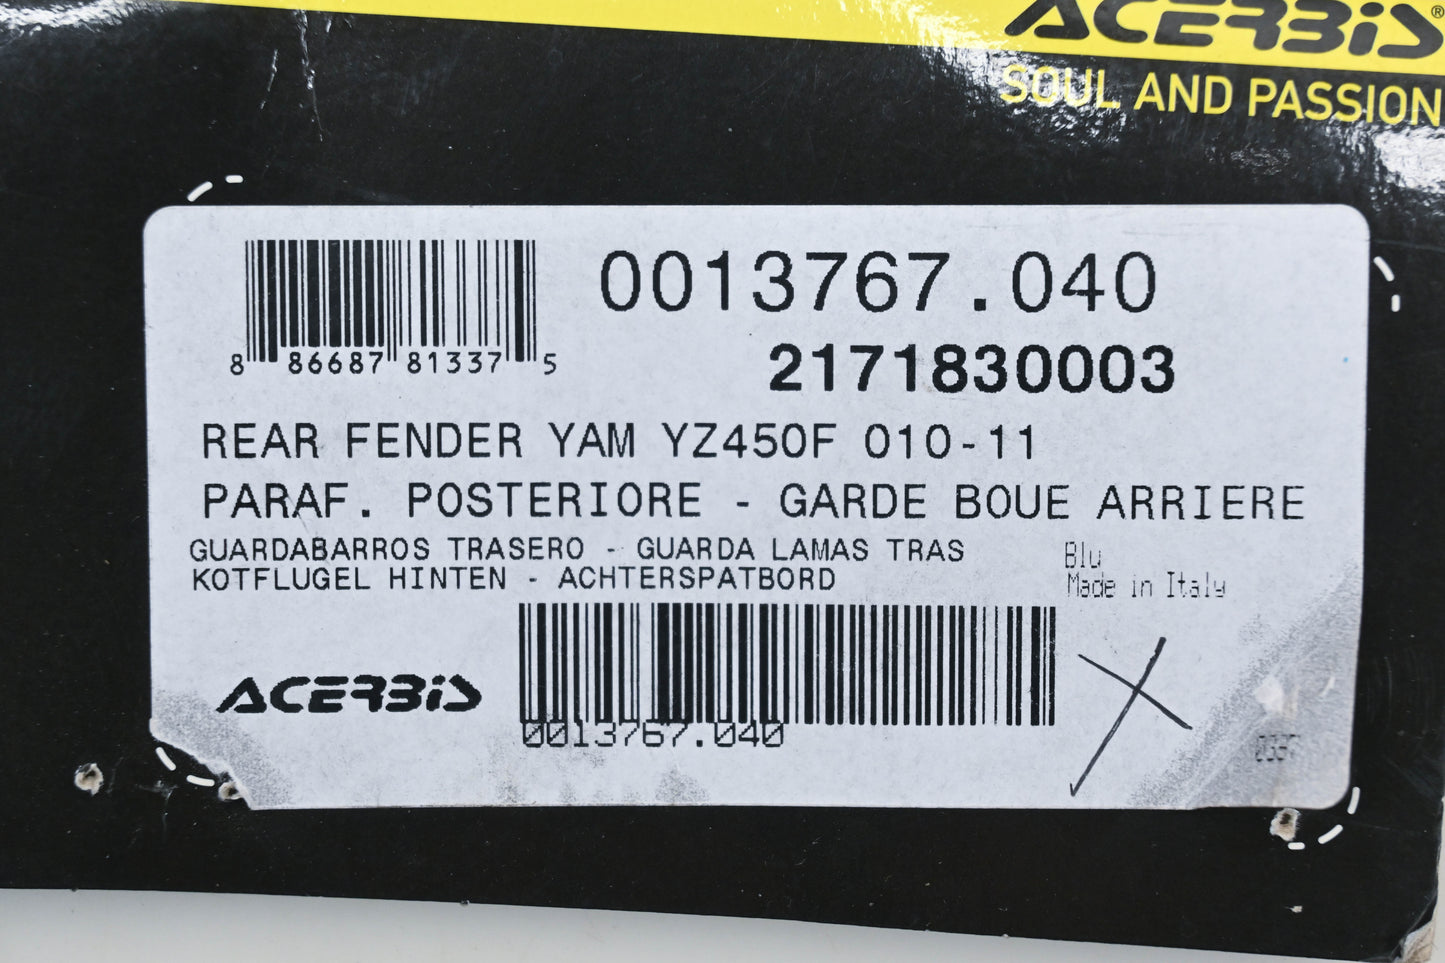 ACERBIS®
SOUL AND PASSION
0013767.040
8 86687 81337 5
2171830003
REAR FENDER YAM YZ450F 010-11
PARAF. POSTERIORE - GARDE BOUE ARRIERE
GUARDABARROS TRASERO - GUARDA LAMAS TRAS
KOTFLUGEL HINTEN - ACHTERSPATBORD
Blu
Made in Italy
ACERBIS
0013767.040